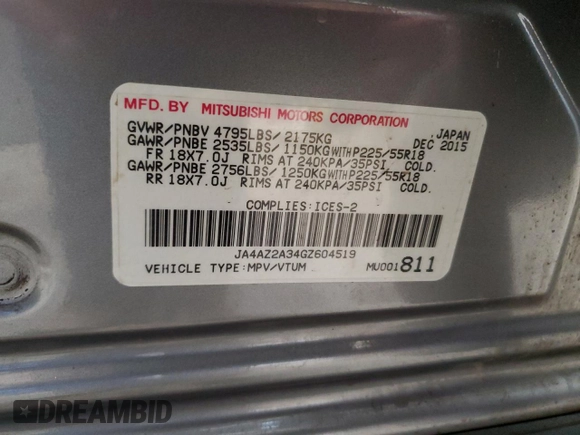 MFD. BY MITSUBISHI MOTORS CORPORATION
GVWR/PNBV 4795LBS/2175KG JAPAN
GAWR/PNBE 2535LBS/1150KG WITH P225/55R18 DEC 2015
FR 18X7.0J RIMS AT 240KPA/35PSI COLD.
GAWR/PNBE 2756LBS/1250KG WITH P225/55R18
RR 18X7.0J RIMS AT 240KPA/35PSI COLD.
COMPLIES:ICES-2
JA4AZ2A34GZ604519
VEHICLE TYPE:MPV/VTUM MU001811
DREAMBID